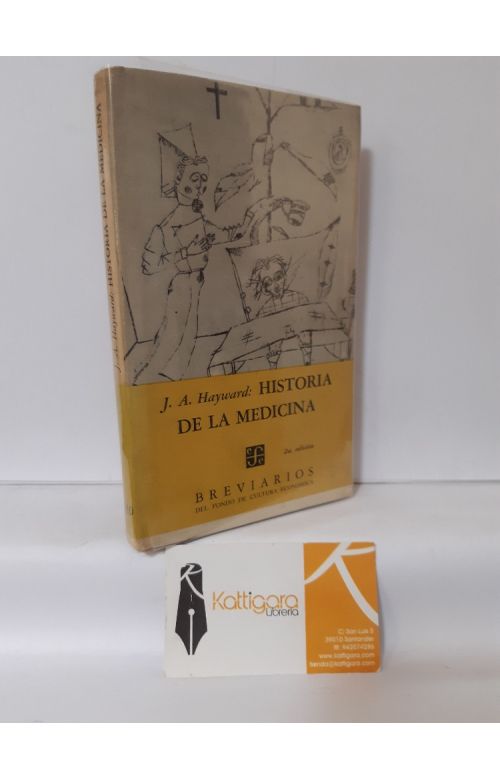 J. A. Hayward: HISTORIA DE LA MEDICINA
J. A. Hayward: HISTORIA
DE LA MEDICINA
2a. edición
BREVIARIOS
DEL FONDO DE CULTURA ECONÓMICA
Kattigara
Librería
C/ San Luis 5
39010 Santander
www.kattigara.com
tienda@kattigara.com